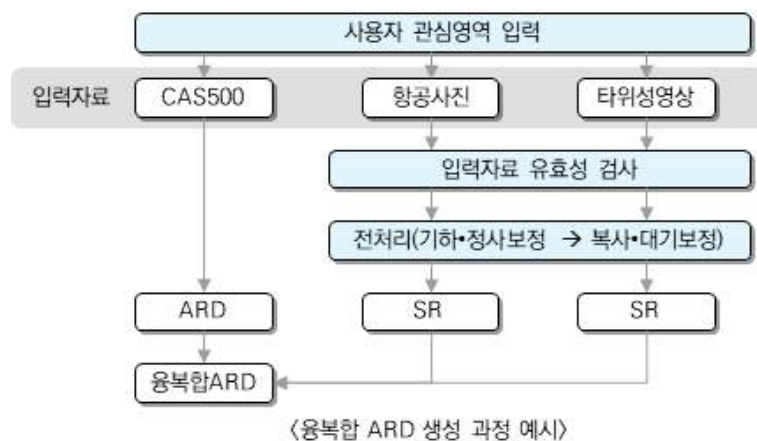 사용자 관심영역 입력
입력자료 CAS500 항공사진 타위성영상
입력자료 유효성 검사
전처리(기하•정사보정 → 복사•대기보정)
ARD SR SR
융복합ARD
〈융복합 ARD 생성 과정 예시〉